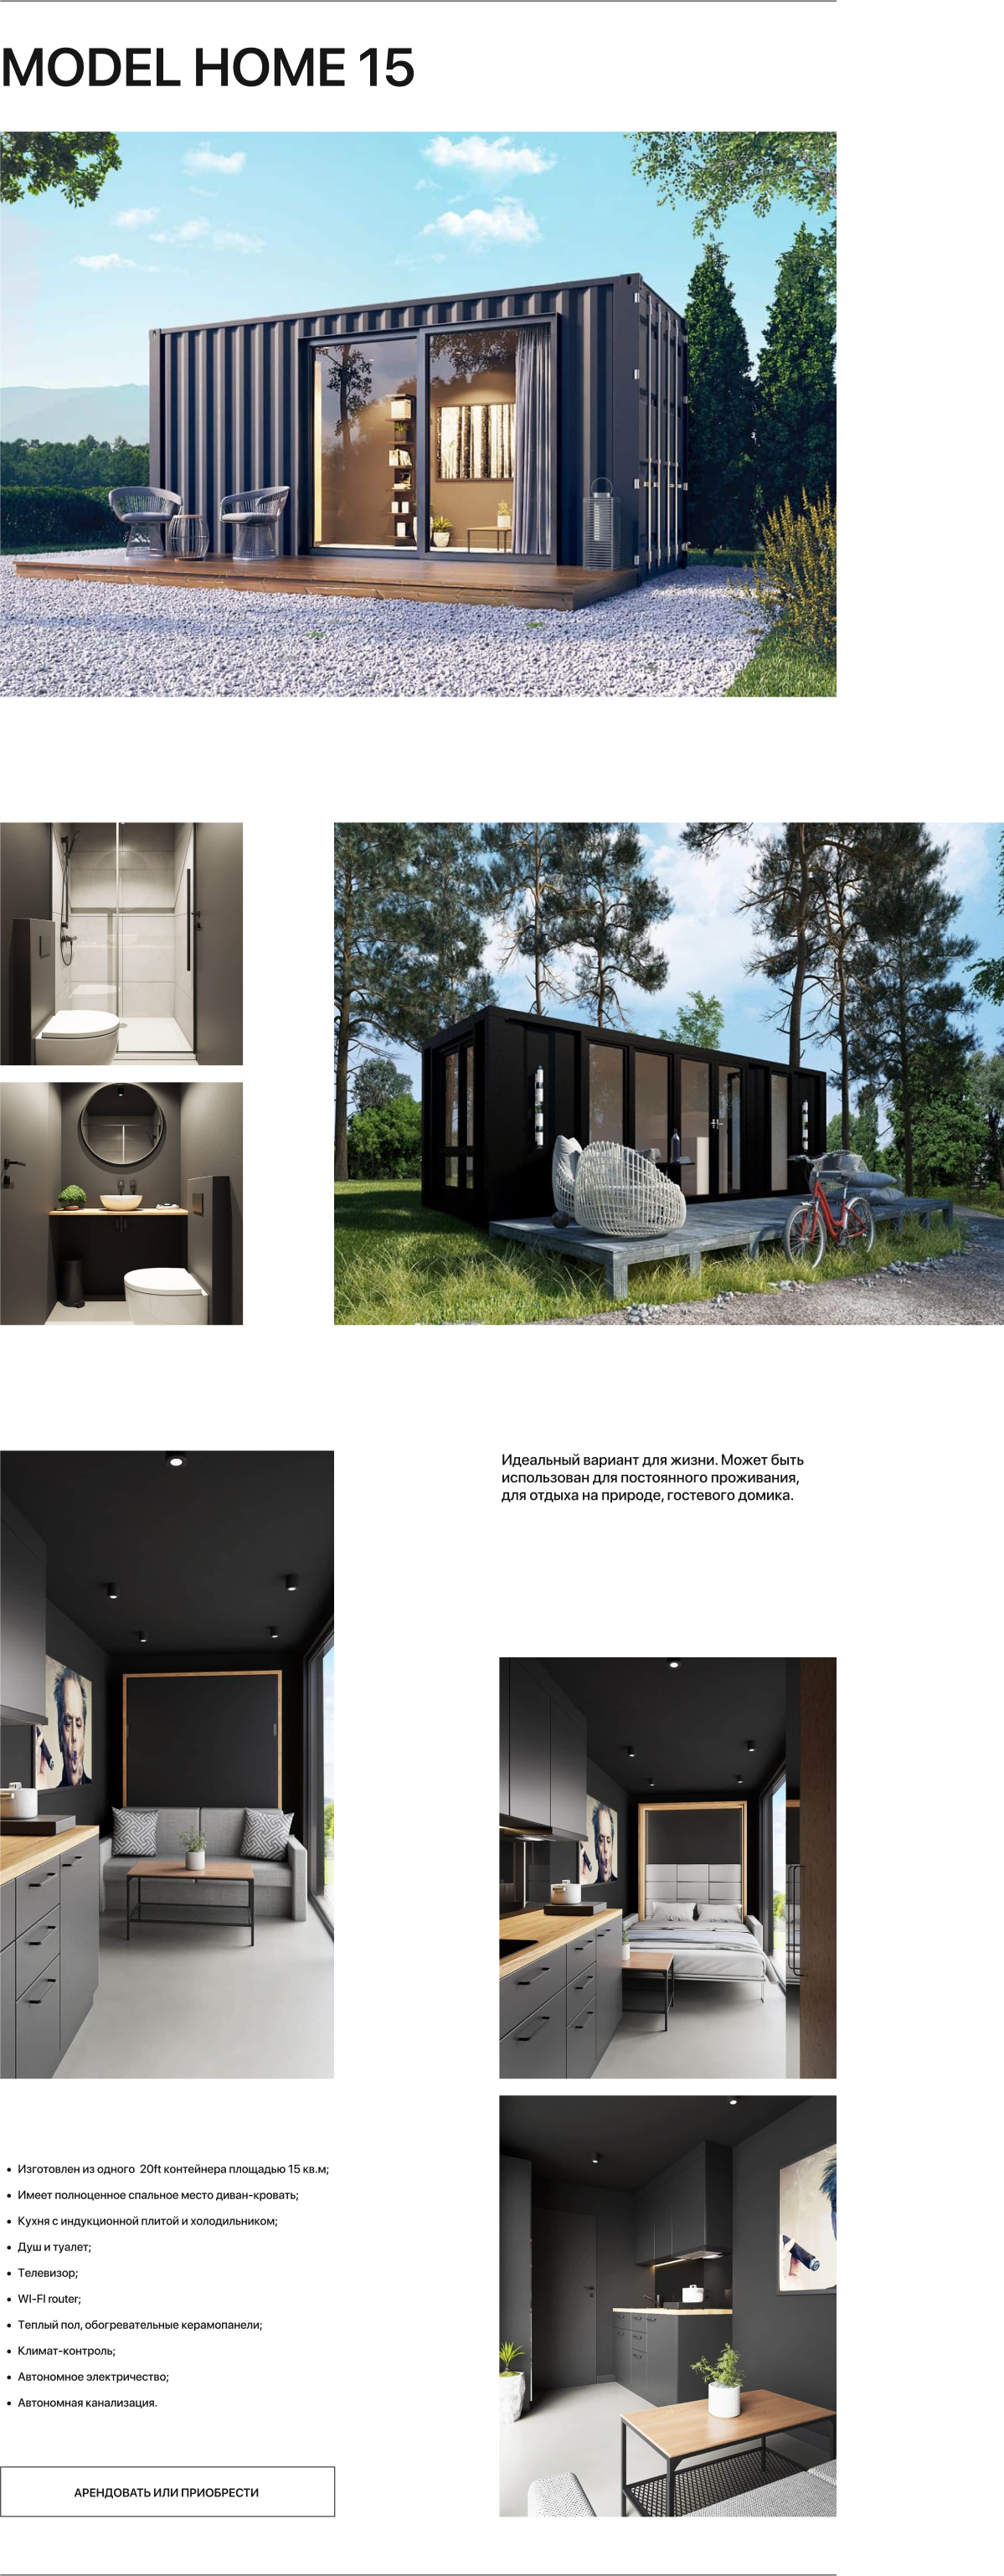 MODEL HOME 15
Идеальный вариант для жизни. Может быть
использован для постоянного проживания,
для отдыха на природе, гостевого домика.
• Изготовлен из одного 20ft контейнера площадью 15 кв.м;
• Имеет полноценное спальное место диван-кровать;
• Кухня с индукционной плитой и холодильником;
• Душ и туалет;
• Телевизор;
• WI-FI router;
• Теплый пол, обогревательные керамопанели;
• Климат-контроль;
• Автономное электричество;
• Автономная канализация.
АРЕНДОВАТЬ ИЛИ ПРИОБРЕСТИ